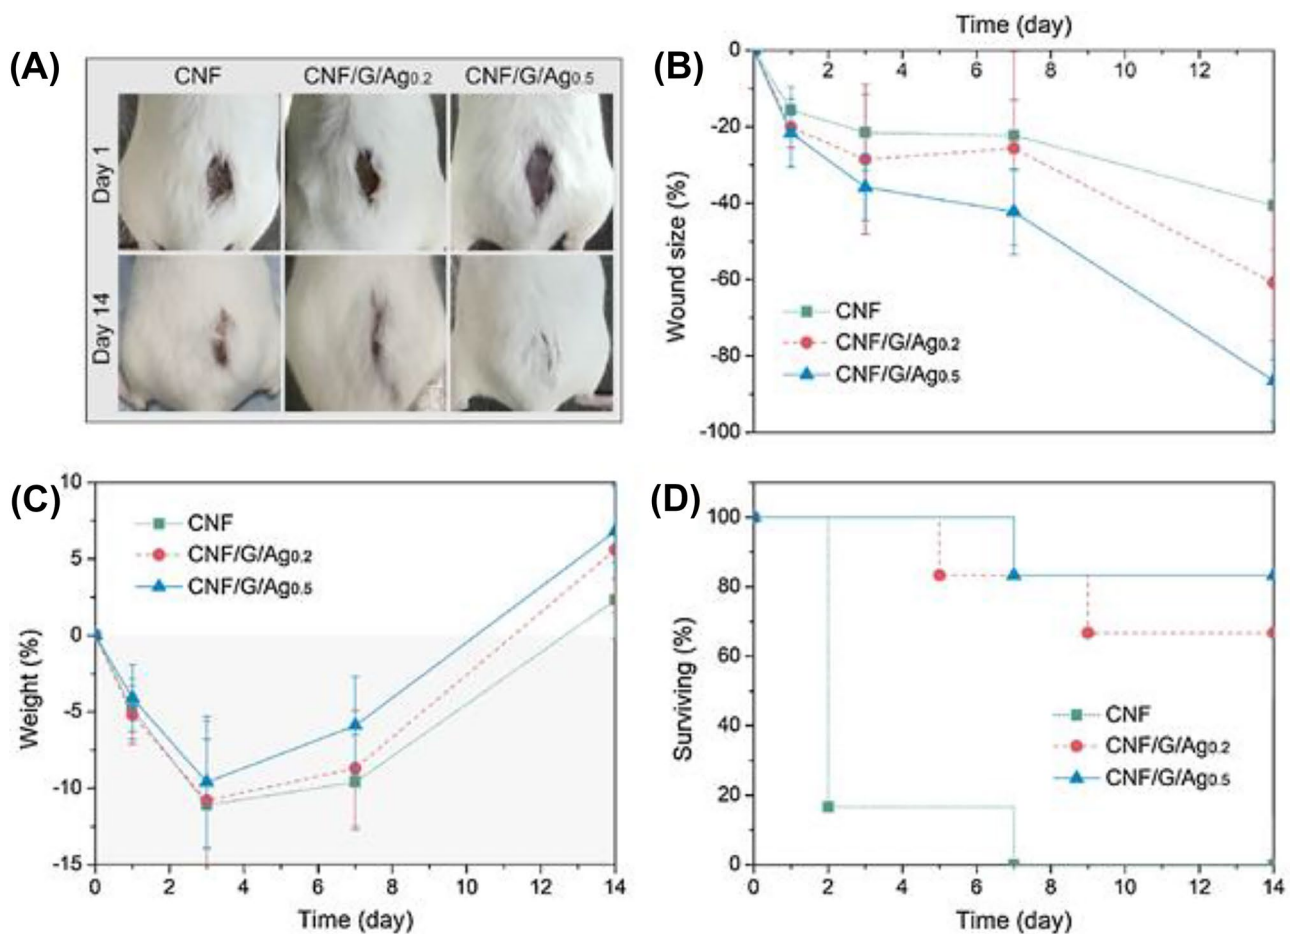 (A)
CNF CNF/G/Ag0.2 CNF/G/Ag0.5
Day 1
Day 14
(B)
Time (day)
0 2 4 6 8 10 12 14
-20
-40
-60
-80
-100
Wound size (%)
CNF
CNF/G/Ag0.2
CNF/G/Ag0.5
(C)
10
5
0
-5
-10
-15
Weight (%)
CNF
CNF/G/Ag0.2
CNF/G/Ag0.5
0 2 4 6 8 10 12 14
Time (day)
(D)
100
80
60
40
20
0
Surviving (%)
CNF
CNF/G/Ag0.2
CNF/G/Ag0.5
0 2 4 6 8 10 12 14
Time (day)